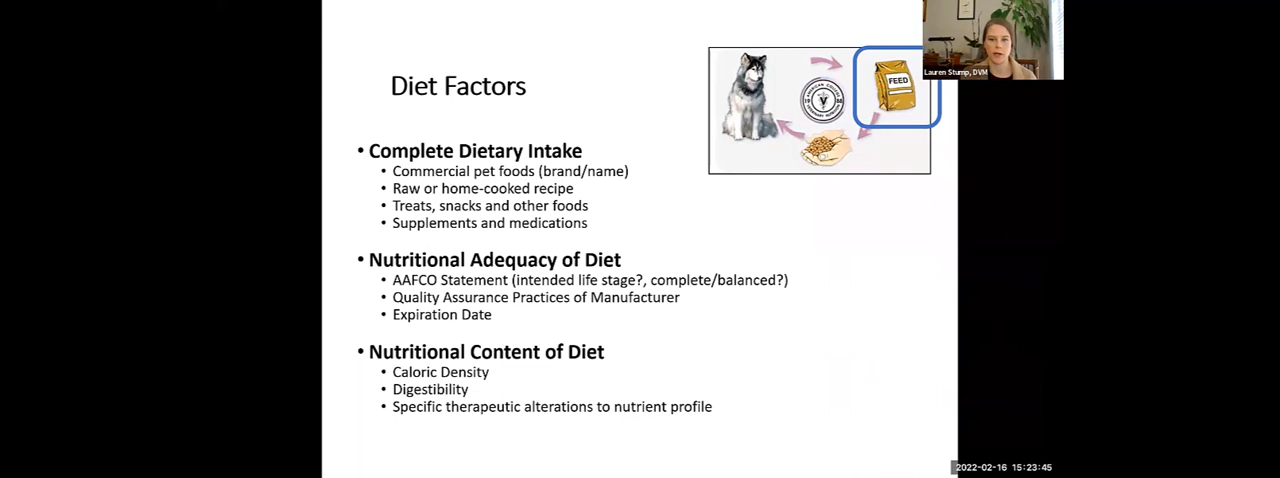 Diet Factors
FEED
Lauren Stump, DVM
• Complete Dietary Intake
• Commercial pet foods (brand/name)
• Raw or home-cooked recipe
• Treats, snacks and other foods
• Supplements and medications
• Nutritional Adequacy of Diet
• AAFCO Statement (intended life stage?, complete/balanced?)
• Quality Assurance Practices of Manufacturer
• Expiration Date
• Nutritional Content of Diet
• Caloric Density
• Digestibility
• Specific therapeutic alterations to nutrient profile
2022-02-16 15:23:45